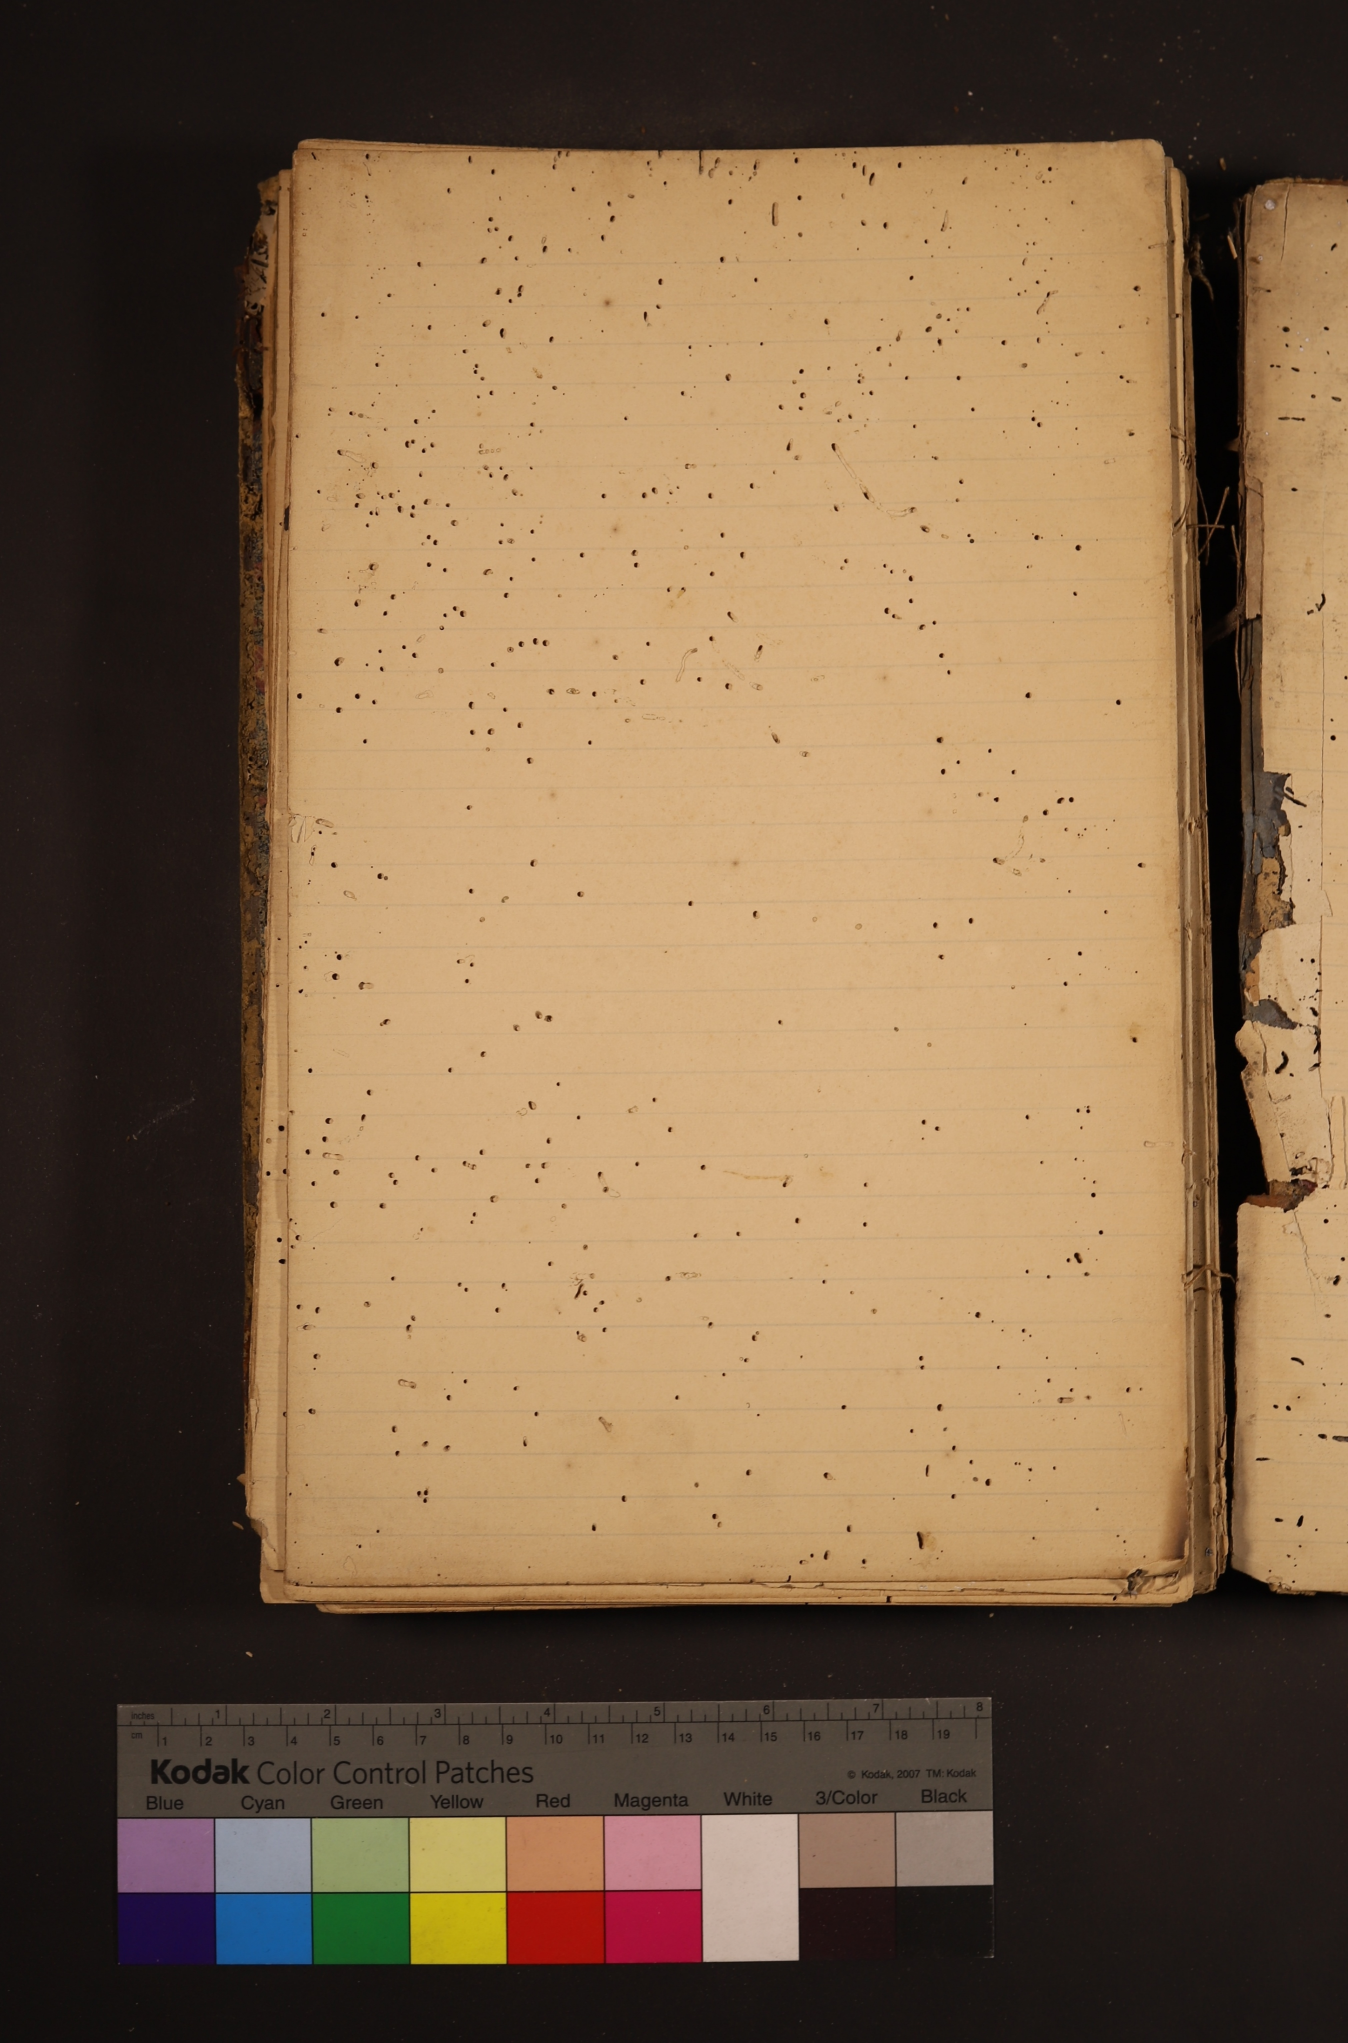 inches 1 2 3 4 5 6 7 8
cm 1 2 3 4 5 6 7 8 9 10 11 12 13 14 15 16 17 18 19
Kodak Color Control Patches © Kodak, 2007 TM: Kodak
Blue Cyan Green Yellow Red Magenta White 3/Color Black